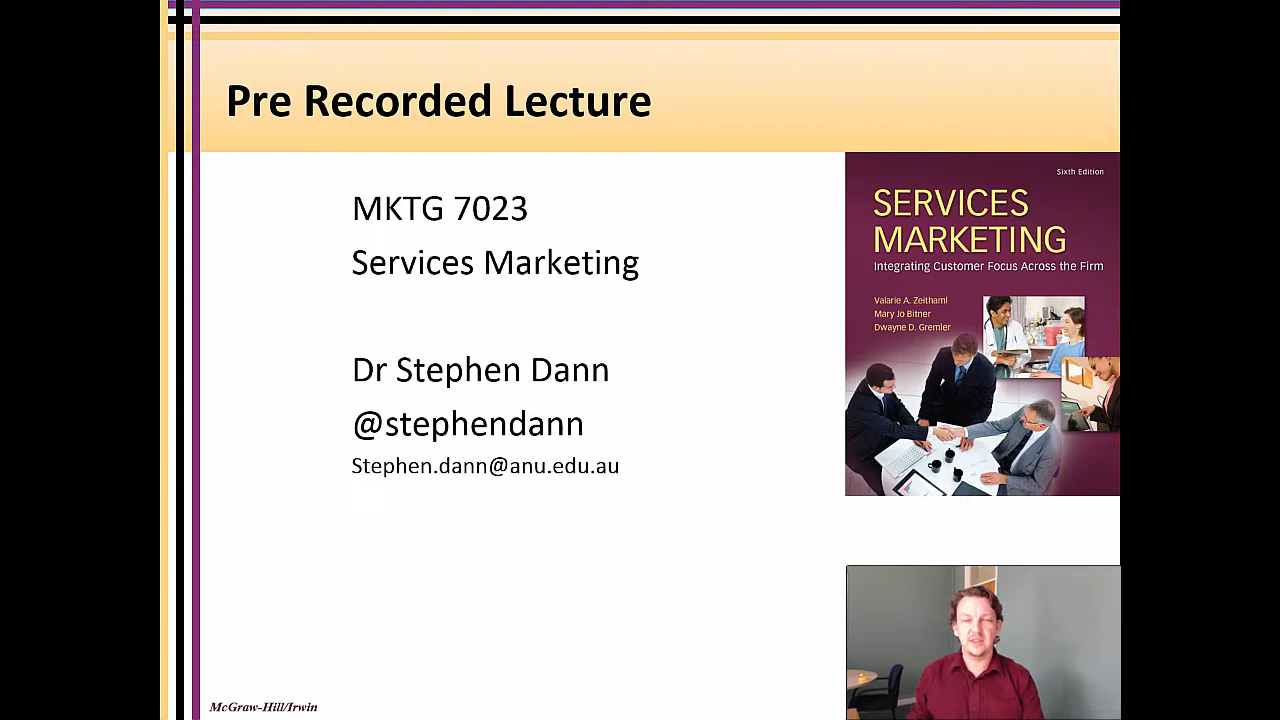 Pre Recorded Lecture
MKTG 7023
Services Marketing
Dr Stephen Dann
@stephendann
Stephen.dann@anu.edu.au
Sixth Edition
SERVICES
MARKETING
Integrating Customer Focus Across the Firm
Valarie A. Zeithaml
Mary Jo Bitner
Dwayne D. Gremler
McGraw-Hill/Irwin